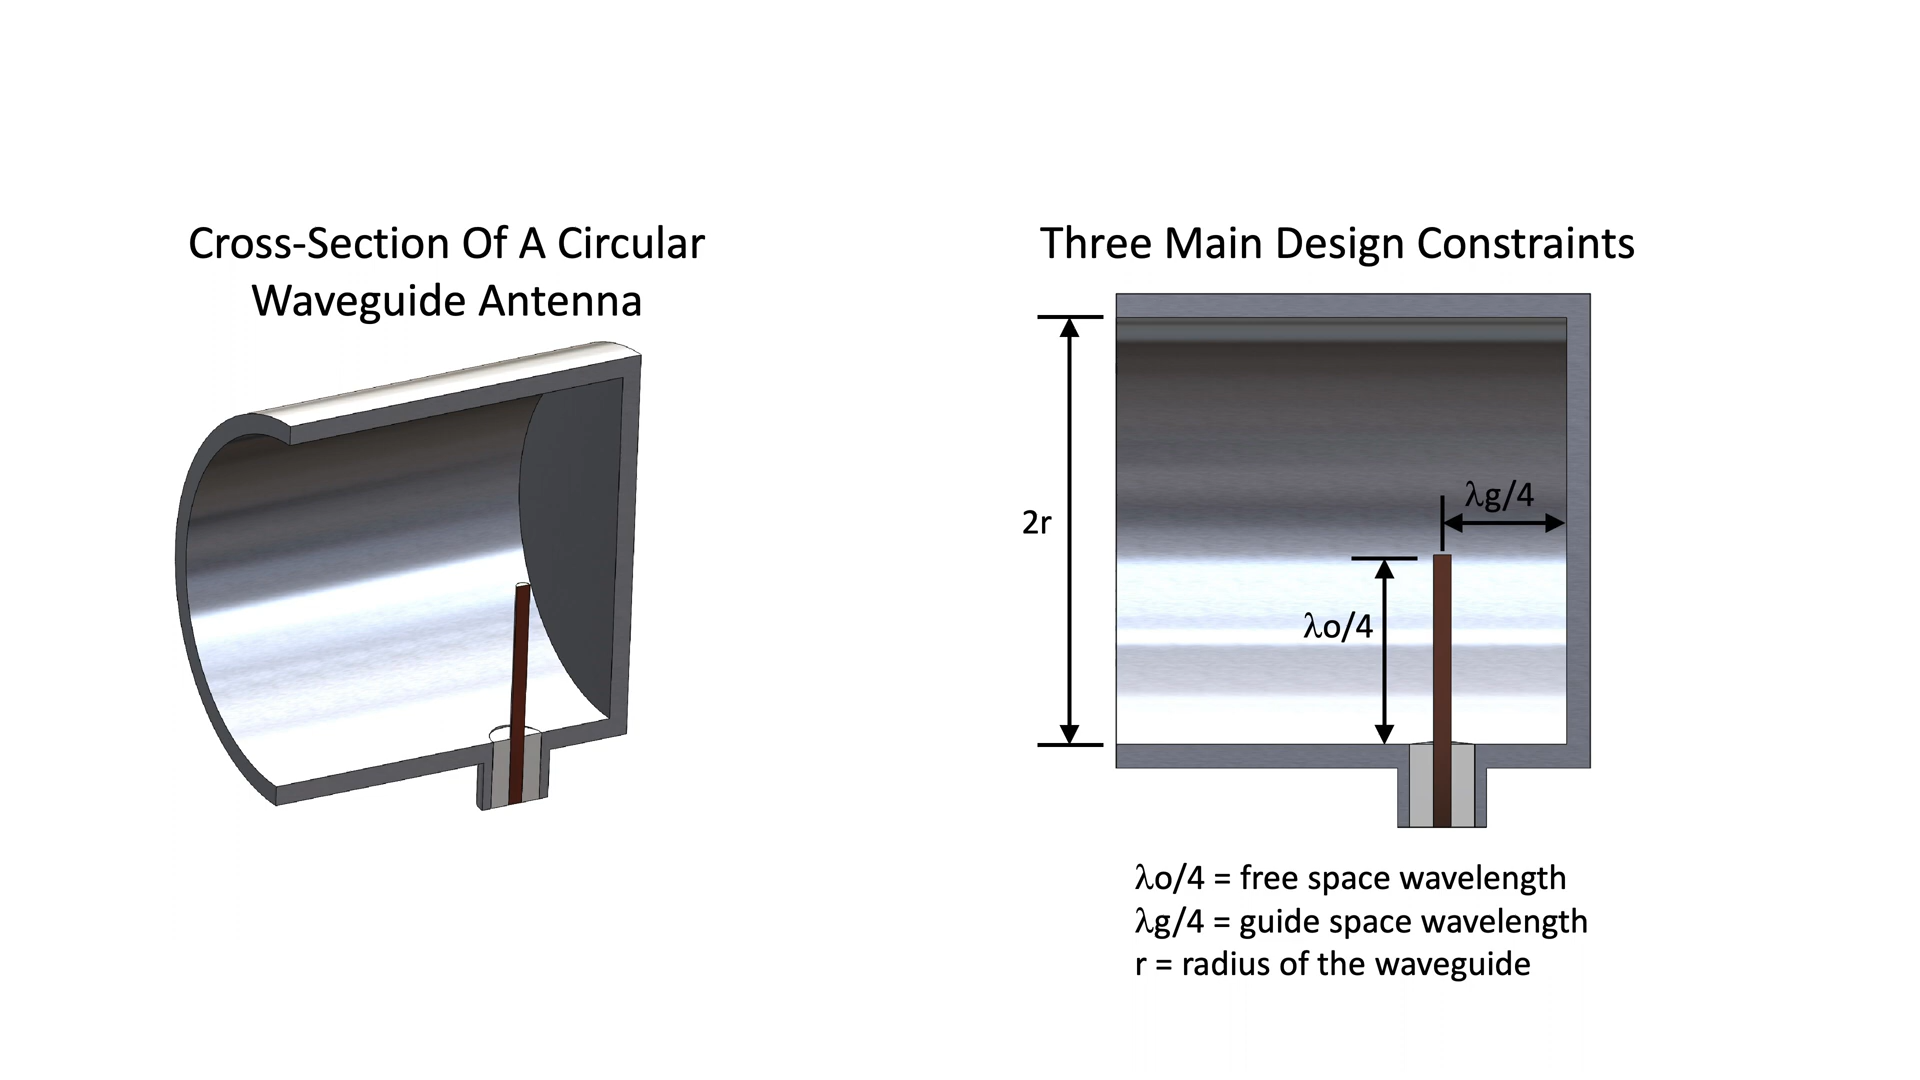 Cross-Section Of A Circular
Waveguide Antenna
Three Main Design Constraints
2r
λg/4
λo/4
λo/4 = free space wavelength
λg/4 = guide space wavelength
r = radius of the waveguide